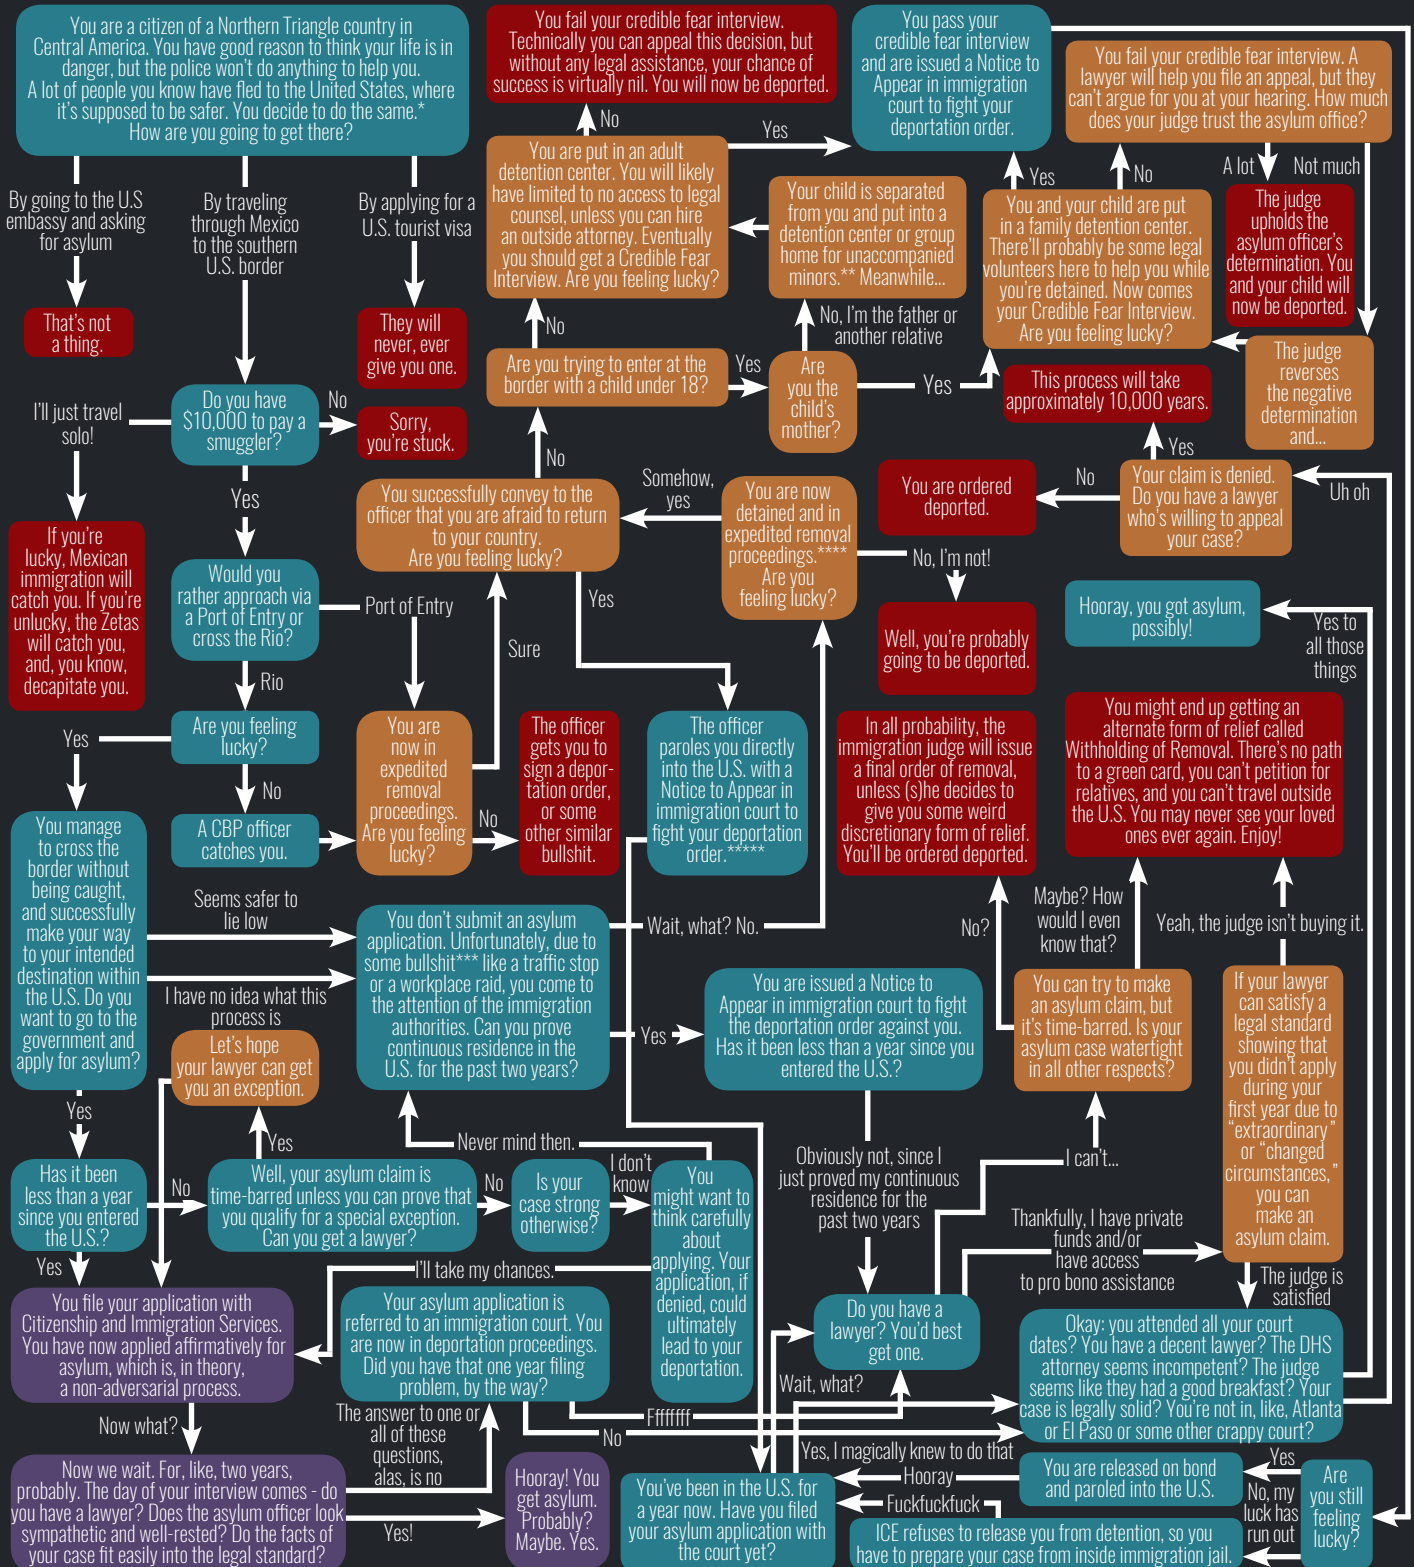 You are a citizen of a Northern Triangle country in
Central America. You have good reason to think your life is in
danger, but the police won't do anything to help you.
A lot of people you know have fled to the United States, where
it's supposed to be safer. You decide to do the same.*
How are you going to get there?
By going to the U.S
embassy and asking
for asylum
By traveling
through Mexico
to the southern
U.S. border
By applying for a
U.S. tourist visa
That's not
a thing.
They will
never, ever
give you one.
Do you have
$10,000 to pay a
smuggler?
No
Sorry,
you're stuck.
I'll just travel
solo!
If you're
lucky, Mexican
immigration will
catch you. If you're
unlucky, the Zetas
will catch you,
and, you know,
decapitate you.
Yes
Would you
rather approach via
a Port of Entry or
cross the Rio?
Port of Entry
Rio
Are you feeling
lucky?
Yes
No
A CBP officer
catches you.
You are
now in
expedited
removal
proceedings.
Are you feeling
lucky?
Sure
No
The officer
gets you to
sign a depor-
tation order,
or some
other similar
bullshit.
You successfully convey to the
officer that you are afraid to return
to your country.
Are you feeling lucky?
Yes
No
The officer
paroles you directly
into the U.S. with a
Notice to Appear in
immigration court to
fight your deportation
order.*****
Are you trying to enter at the
border with a child under 18?
No
Yes
You are put in an adult
detention center. You will likely
have limited to no access to legal
counsel, unless you can hire
an outside attorney. Eventually
you should get a Credible Fear
Interview. Are you feeling lucky?
No
Yes
You fail your credible fear interview.
Technically you can appeal this decision, but
without any legal assistance, your chance of
success is virtually nil. You will now be deported.
You pass your
credible fear interview
and are issued a Notice to
Appear in immigration
court to fight your
deportation order.
Your child is separated
from you and put into a
detention center or group
home for unaccompanied
minors.** Meanwhile...
No, I'm the father or
another relative
Are
you the
child's
mother?
Yes
You and your child are put
in a family detention center.
There'll probably be some legal
volunteers here to help you while
you're detained. Now comes
your Credible Fear Interview.
Are you feeling lucky?
Yes
No
You fail your credible fear interview. A
lawyer will help you file an appeal, but they
can't argue for you at your hearing. How much
does your judge trust the asylum office?
A lot
Not much
The judge
upholds the
asylum officer's
determination. You
and your child will
now be deported.
The judge
reverses
the negative
determination
and...
This process will take
approximately 10,000 years.
Yes
Your claim is denied.
Do you have a lawyer
who's willing to appeal
your case?
Uh oh
No
You are ordered
deported.
You are now
detained and in
expedited removal
proceedings.****
Are you
feeling lucky?
Somehow,
yes
No, I'm not!
Well, you're probably
going to be deported.
Hooray, you got asylum,
possibly!
Yes to
all those
things
In all probability, the
immigration judge will issue
a final order of removal,
unless (s)he decides to
give you some weird
discretionary form of relief.
You'll be ordered deported.
You might end up getting an
alternate form of relief called
Withholding of Removal. There's no path
to a green card, you can't petition for
relatives, and you can't travel outside
the U.S. You may never see your loved
ones ever again. Enjoy!
You manage
to cross the
border without
being caught,
and successfully
make your way
to your intended
destination within
the U.S. Do you
want to go to the
government and
apply for asylum?
Seems safer to
lie low
I have no idea what this
process is
You don't submit an asylum
application. Unfortunately, due to
some bullshit*** like a traffic stop
or a workplace raid, you come to
the attention of the immigration
authorities. Can you prove
continuous residence in the
U.S. for the past two years?
Wait, what? No.
Yes
You are issued a Notice to
Appear in immigration court to fight
the deportation order against you.
Has it been less than a year since you
entered the U.S.?
No?
Maybe? How
would I even
know that?
Yeah, the judge isn't buying it.
You can try to make
an asylum claim, but
it's time-barred. Is your
asylum case watertight
in all other respects?
If your lawyer
can satisfy a
legal standard
showing that
you didn't apply
during your
first year due to
"extraordinary"
or "changed
circumstances,"
you can
make an
asylum claim.
Let's hope
your lawyer can get
you an exception.
Yes
Yes
Has it been
less than a year
since you entered
the U.S.?
No
Well, your asylum claim is
time-barred unless you can prove that
you qualify for a special exception.
Can you get a lawyer?
No
Is your
case strong
otherwise?
I don't
know
Never mind then.
You
might want to
think carefully
about
applying. Your
application, if
denied, could
ultimately
lead to your
deportation.
I'll take my chances.
Obviously not, since I
just proved my continuous
residence for the
past two years
I can't...
Thankfully, I have private
funds and/or
have access
to pro bono assistance
The judge is
satisfied
Yes
You file your application with
Citizenship and Immigration Services.
You have now applied affirmatively for
asylum, which is, in theory,
a non-adversarial process.
Now what?
Your asylum application is
referred to an immigration court. You
are now in deportation proceedings.
Did you have that one year filing
problem, by the way?
Do you have a
lawyer? You'd best
get one.
Wait, what?
Okay: you attended all your court
dates? You have a decent lawyer? The DHS
attorney seems incompetent? The judge
seems like they had a good breakfast? Your
case is legally solid? You're not in, like, Atlanta
or El Paso or some other crappy court?
The answer to one or
all of these
questions,
alas, is no
Fffffff
No
Yes, I magically knew to do that
Now we wait. For, like, two years,
probably. The day of your interview comes - do
you have a lawyer? Does the asylum officer look
sympathetic and well-rested? Do the facts of
your case fit easily into the legal standard?
Yes!
Hooray! You
get asylum.
Probably?
Maybe. Yes.
You've been in the U.S. for
a year now. Have you filed
your asylum application with
the court yet?
Hooray
Fuckfuckfuck
You are released on bond
and paroled into the U.S.
Yes
No, my
luck has
run out
Are
you still
feeling
lucky?
ICE refuses to release you from detention, so you
have to prepare your case from inside immigration jail.